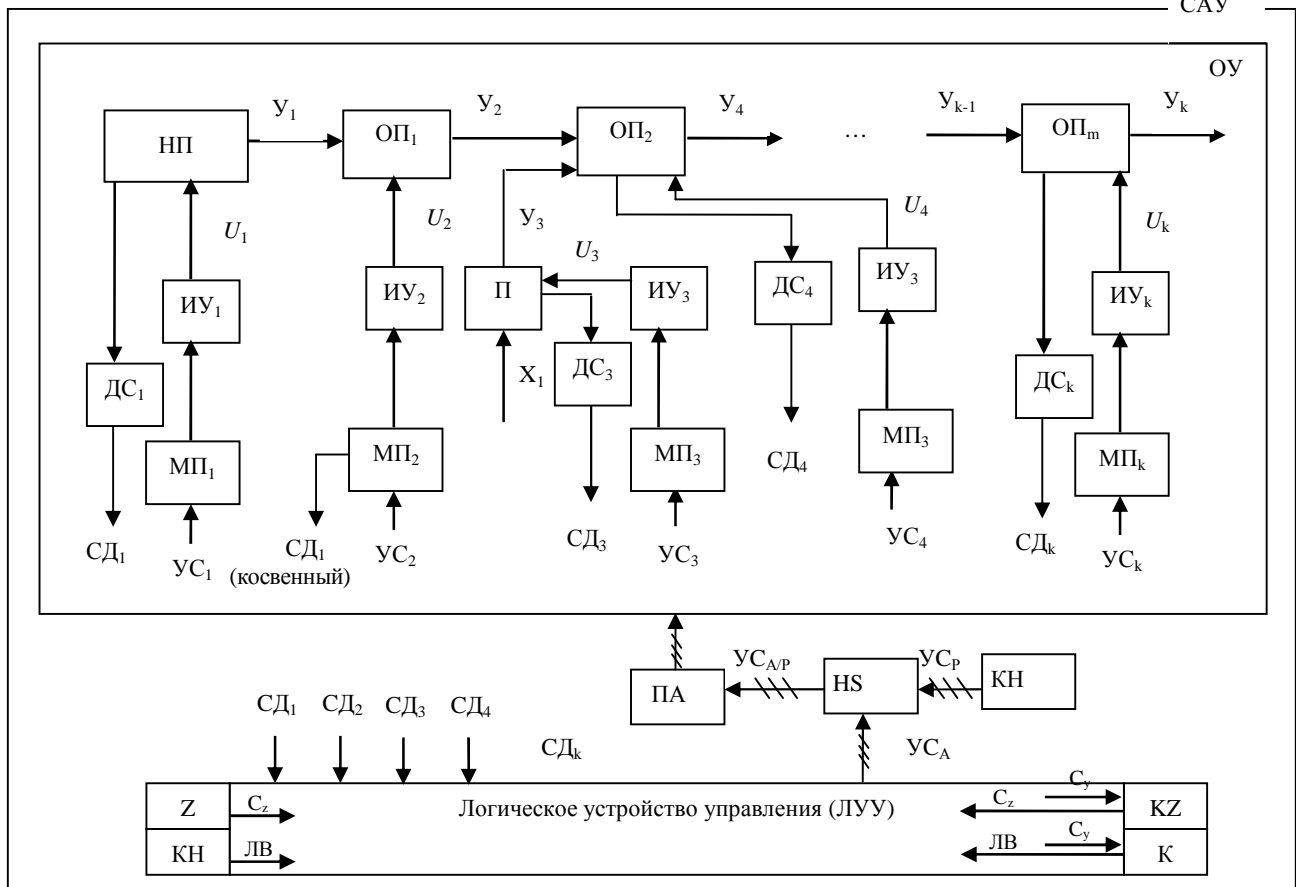 САУ
ОУ
У1 У2 У4 Уk-1 Уk
НП ОП1 ОП2 … ОПm
U1 U2 У3 U3 U4 Uk
ИУ1 ИУ2 П ИУ3 ДС4 ИУ3 ИУk
ДС1 X1 ДС3 ДСk
МП1 МП2 МП3 СД4 МП3 МПk
СД1 УС1 СД1 УС2 СД3 УС3 УС4 СДk УСk
(косвенный)
УСА/Р УСР
ПА HS КН
СД1 СД2 СД3 СД4 СДk УСА
Z Cz Логическое устройство управления (ЛУУ) Cz Cy KZ
КН ЛВ ЛВ Cy К